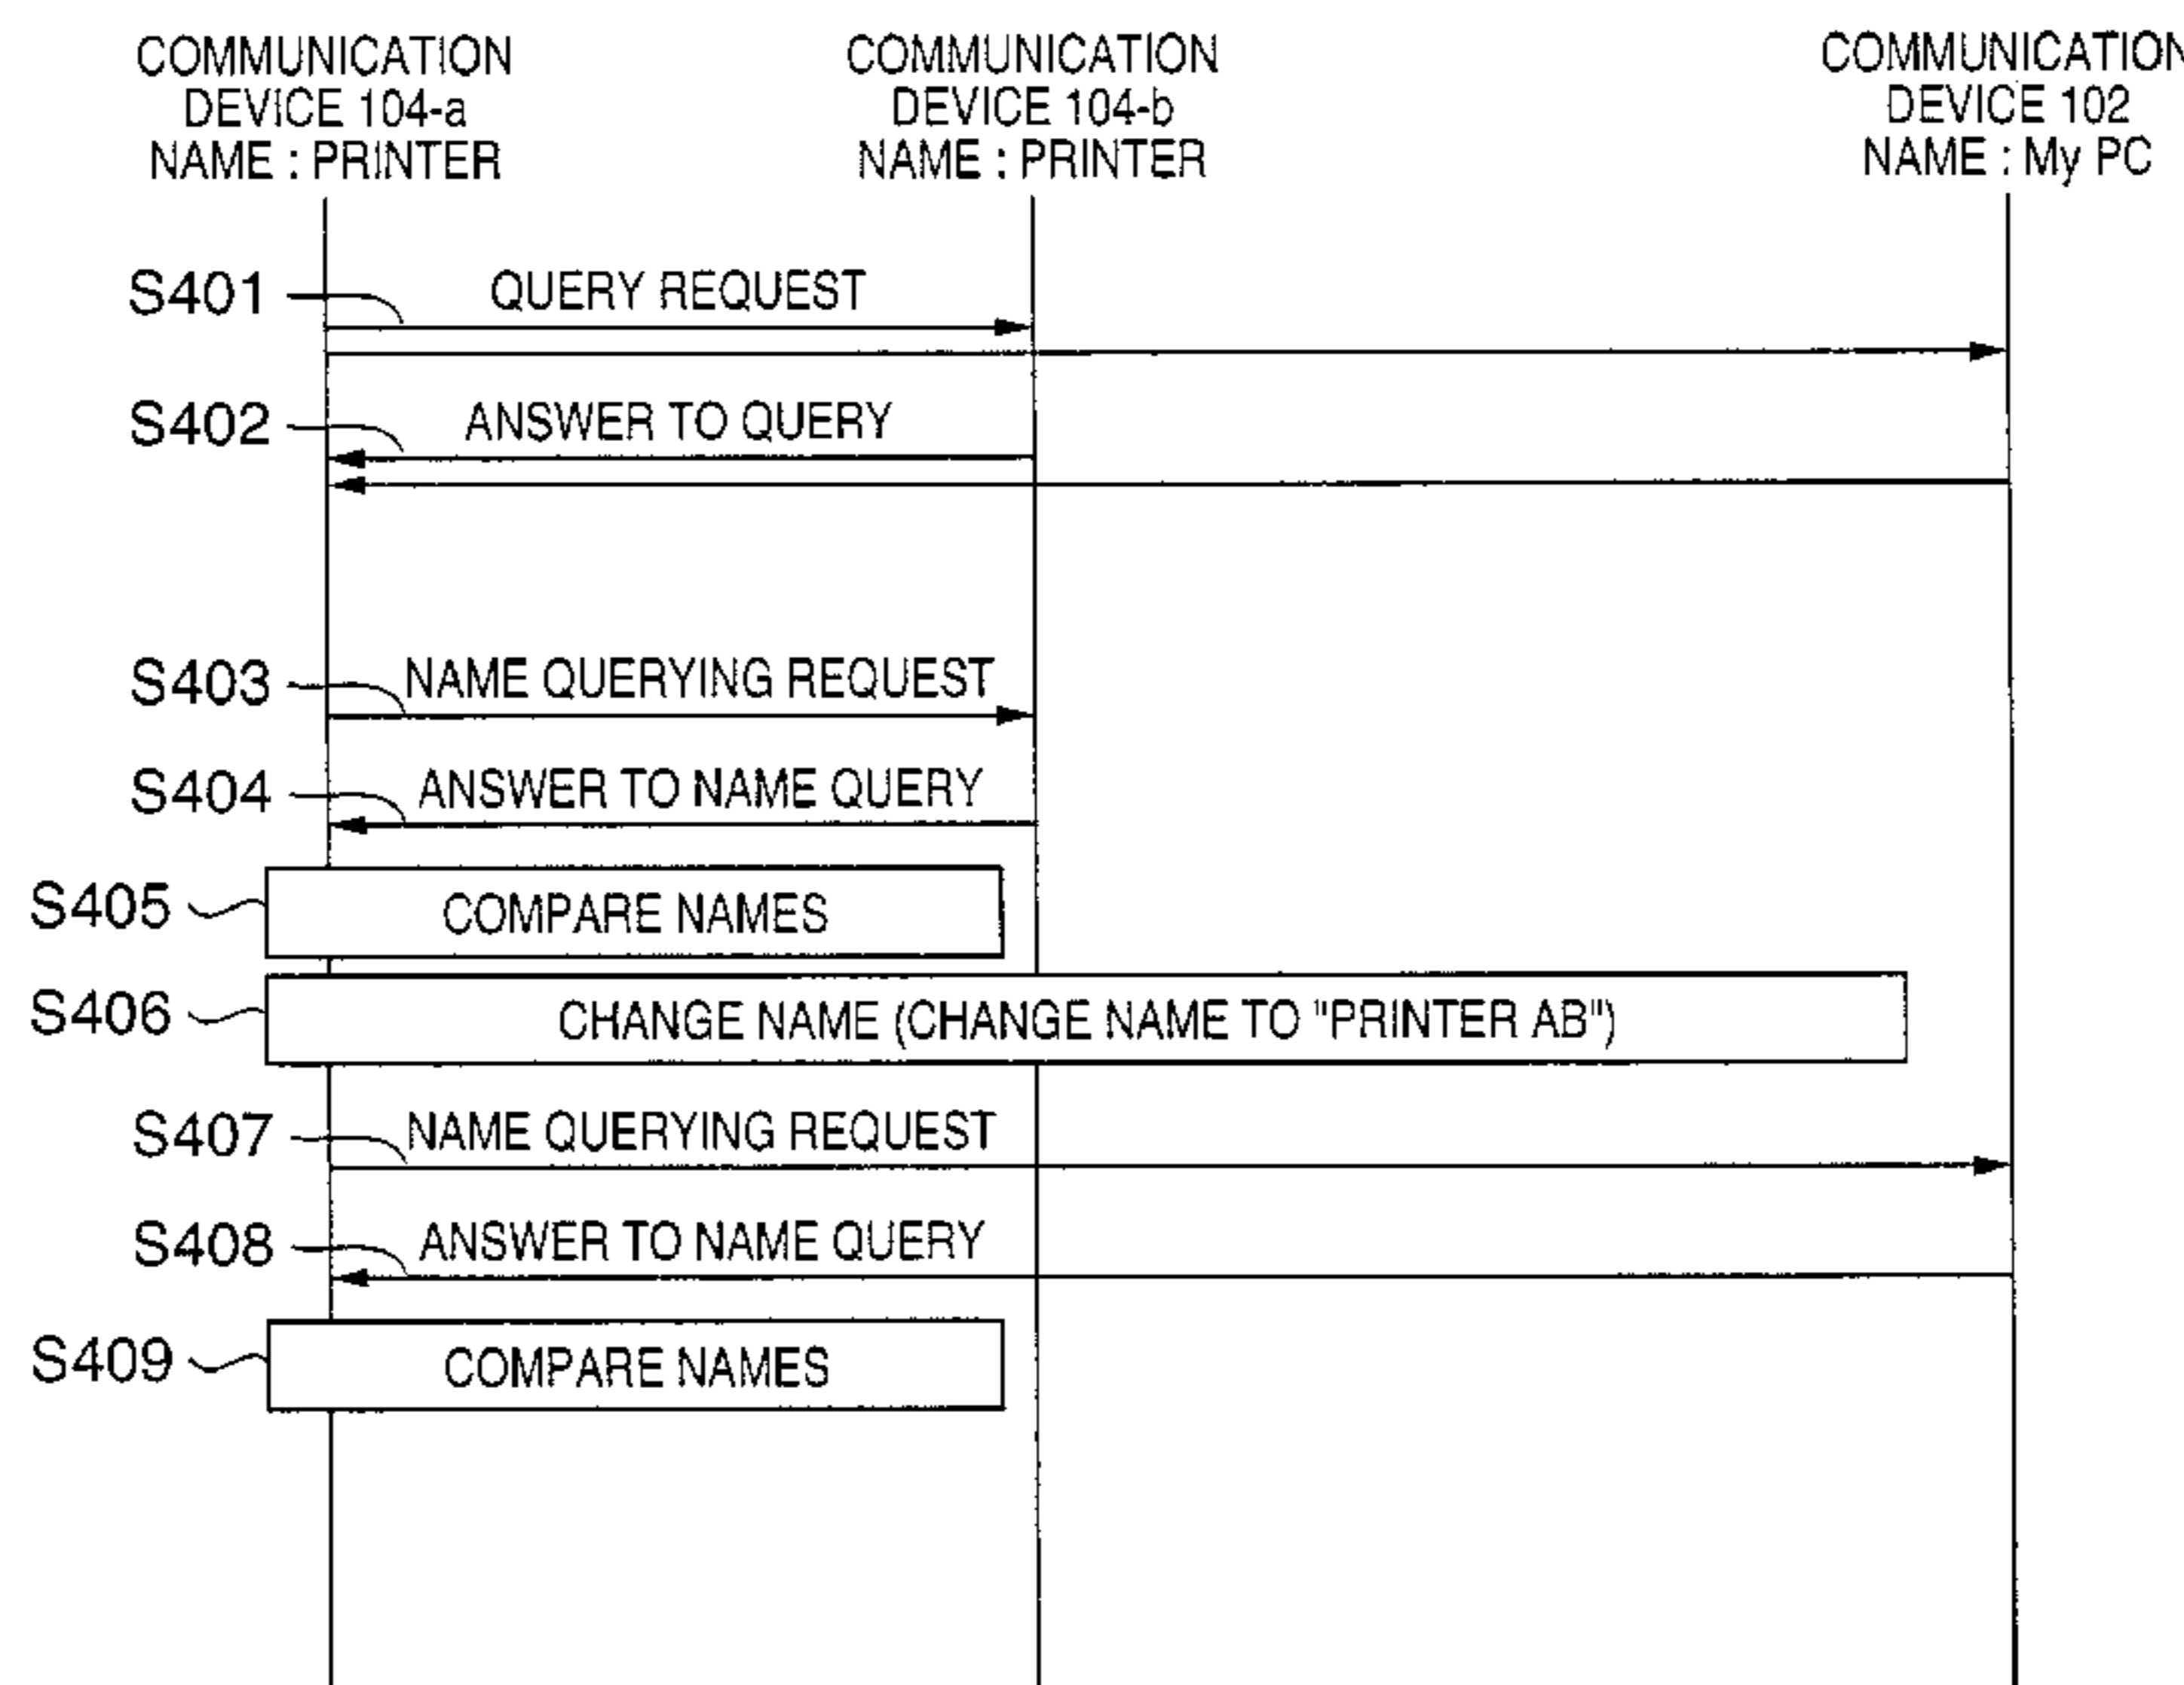 COMMUNICATION
DEVICE 104-a
NAME : PRINTER
COMMUNICATION
DEVICE 104-b
NAME : PRINTER
COMMUNICATION
DEVICE 102
NAME : My PC
S401
QUERY REQUEST
S402
ANSWER TO QUERY
S403
NAME QUERYING REQUEST
S404
ANSWER TO NAME QUERY
S405
COMPARE NAMES
S406
CHANGE NAME (CHANGE NAME TO "PRINTER AB")
S407
NAME QUERYING REQUEST
S408
ANSWER TO NAME QUERY
S409
COMPARE NAMES